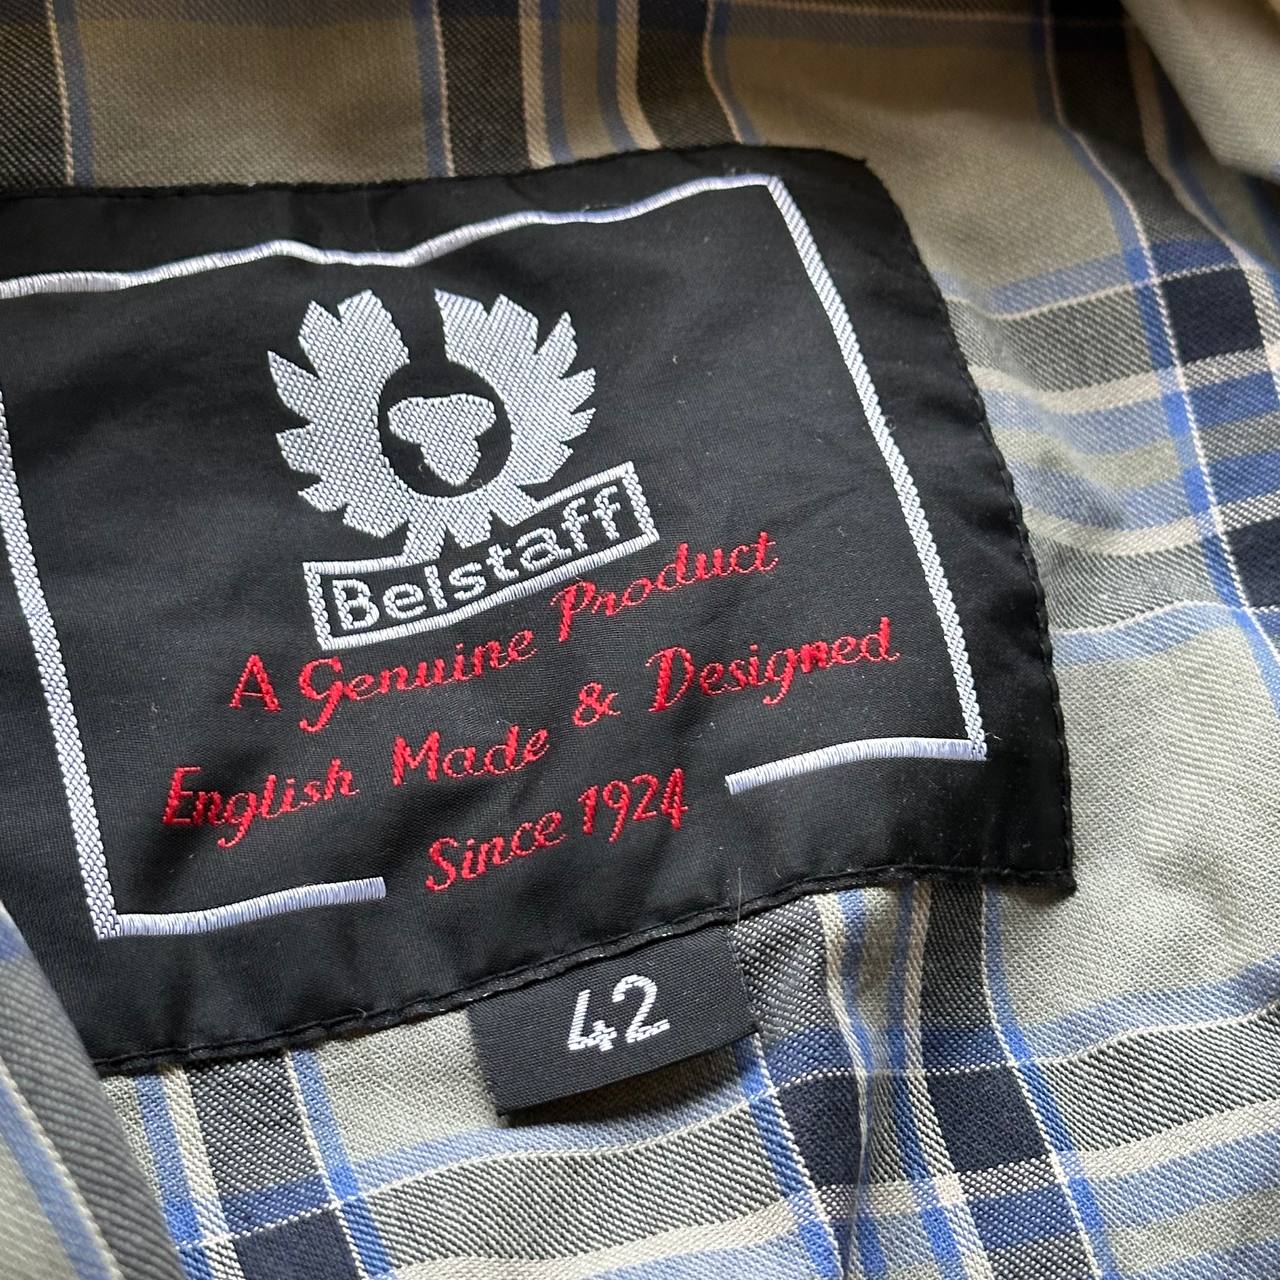 Belstaff
A Genuine Product
English Made & Designed
Since 1924
42